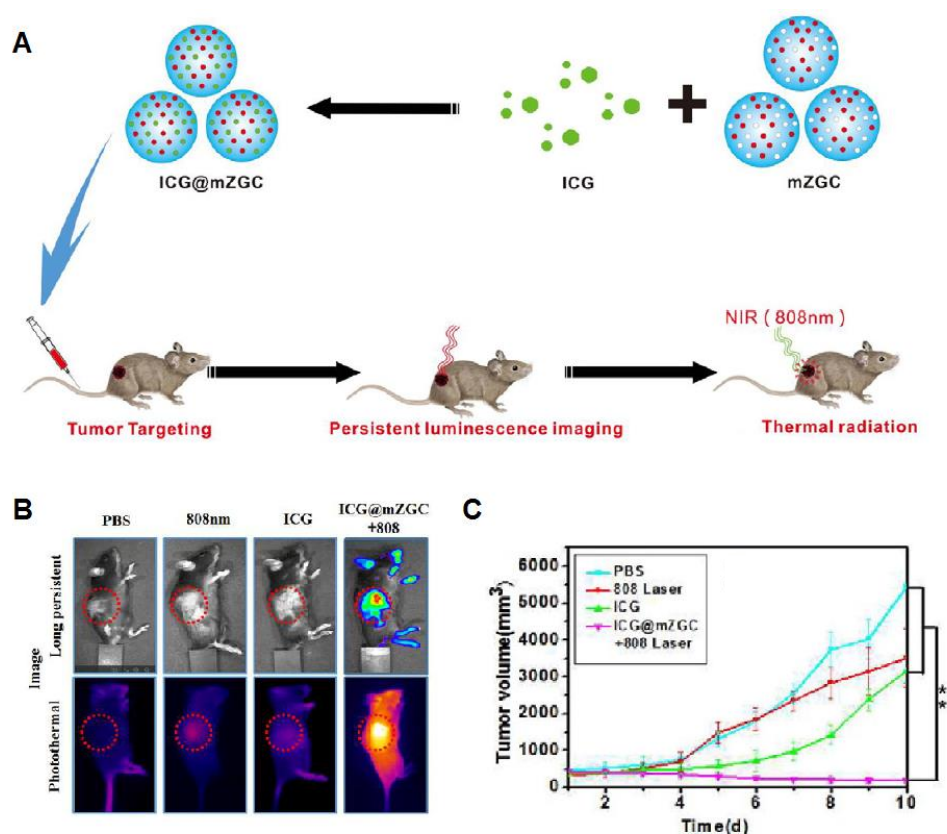 A
ICG@mZGC
ICG
mZGC
NIR ( 808nm )
Tumor Targeting
Persistent luminescence imaging
Thermal radiation
B
PBS
808nm
ICG
ICG@mZGC
+808
Image
Long persistent
Photothermal
C
Tumor volume(mm³)
6000
5000
4000
3000
2000
1000
0
PBS
808 Laser
ICG
ICG@mZGC
+808 Laser
**
2
4
6
8
10
Time(d)